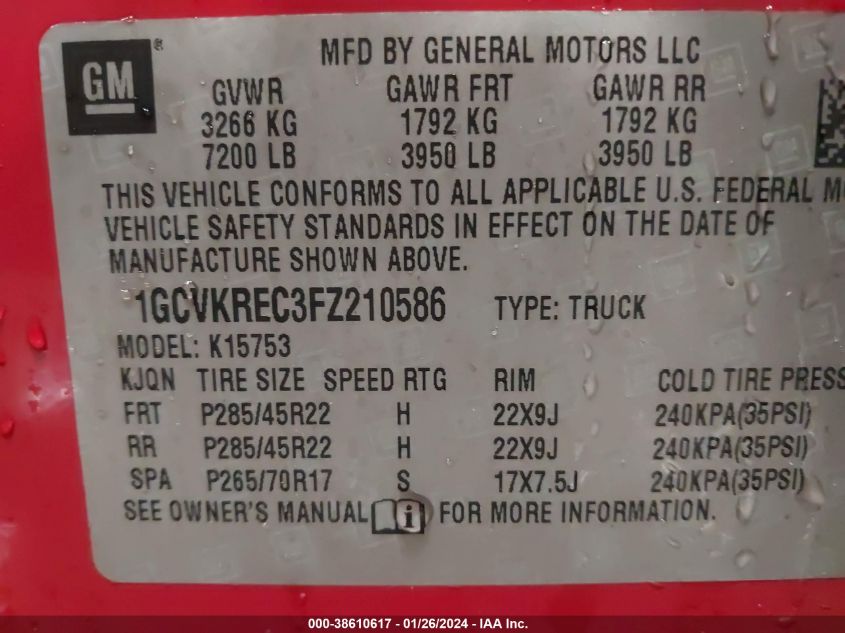 GM®
MFD BY GENERAL MOTORS LLC
GVWR GAWR FRT GAWR RR
3266 KG 1792 KG 1792 KG
7200 LB 3950 LB 3950 LB
THIS VEHICLE CONFORMS TO ALL APPLICABLE U.S. FEDERAL
VEHICLE SAFETY STANDARDS IN EFFECT ON THE DATE OF
MANUFACTURE SHOWN ABOVE.
1GCVKREC3FZ210586 TYPE: TRUCK
MODEL: K15753
KJQN TIRE SIZE SPEED RTG RIM COLD TIRE PRESS
FRT P285/45R22 H 22X9J 240KPA(35PSI)
RR P285/45R22 H 22X9J 240KPA(35PSI)
SPA P265/70R17 S 17X7.5J 240KPA(35PSI)
SEE OWNER'S MANUAL i FOR MORE INFORMATION.
000-38610617 - 01/26/2024 - IAA Inc.